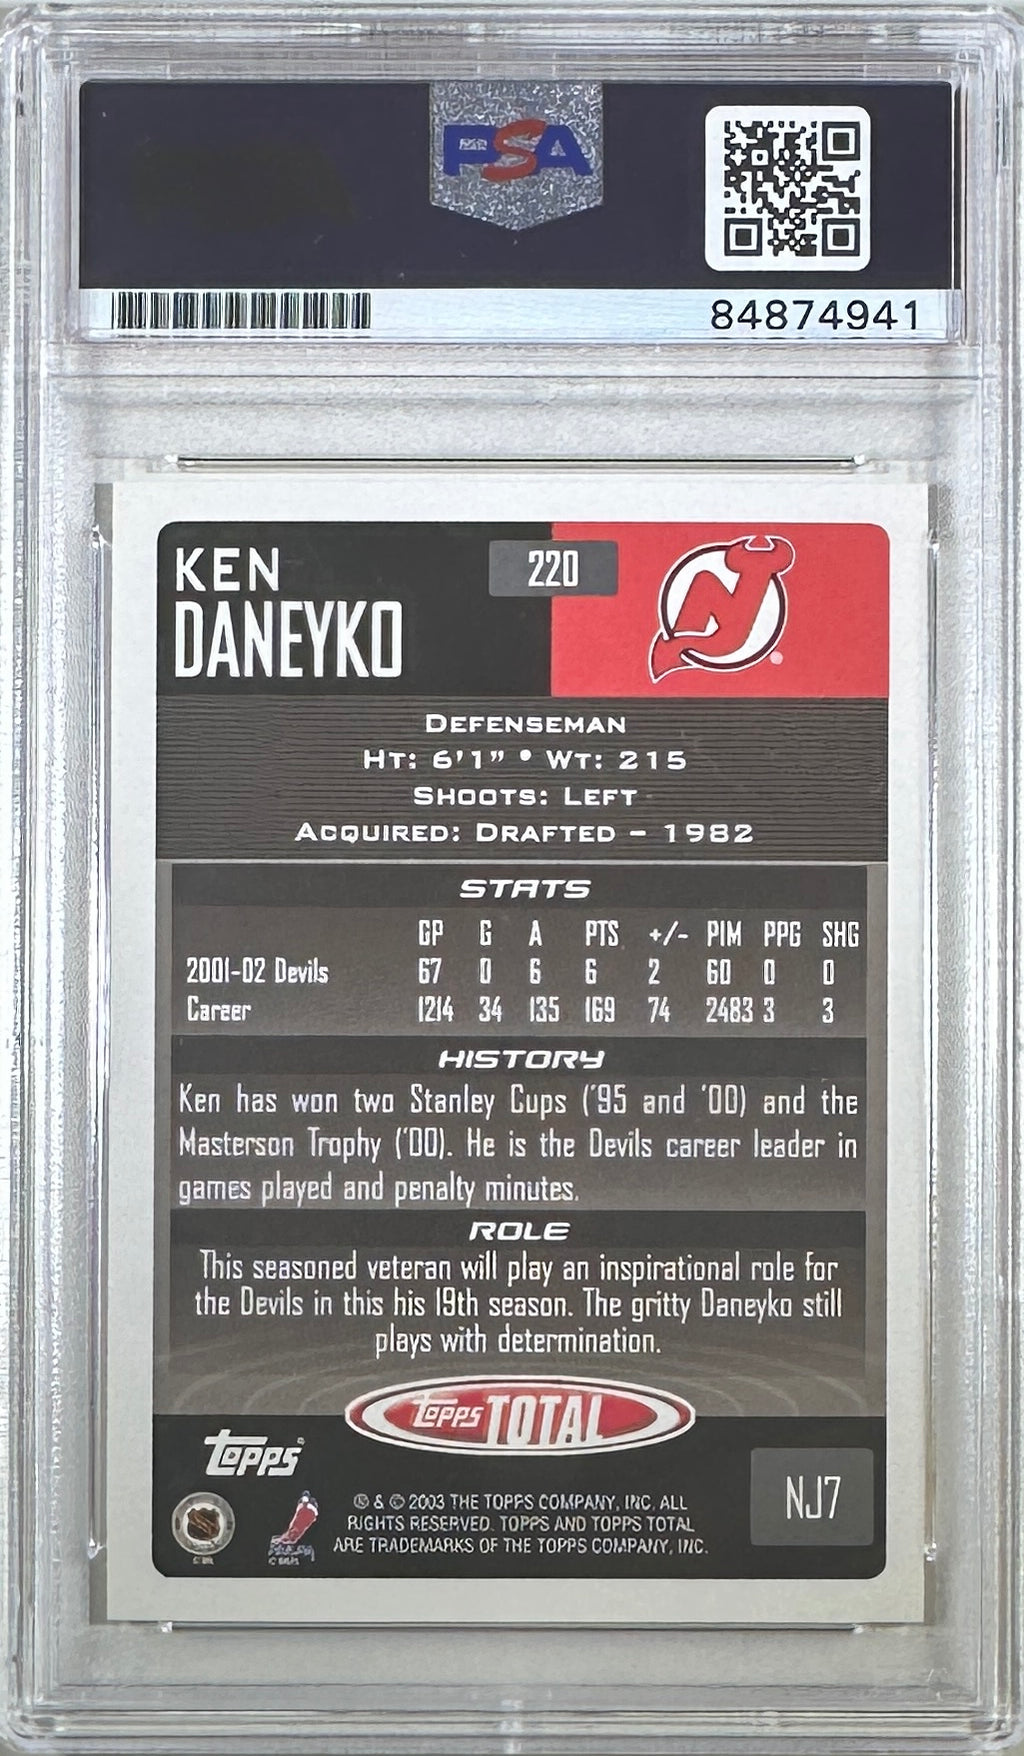 PSA
84874941
KEN
DANEYKO
220
DEFENSEMAN
HT: 6'1" • WT: 215
SHOOTS: LEFT
ACQUIRED: DRAFTED – 1982
STATS
GP G A PTS +/- PIM PPG SHG
2001-02 Devils 67 0 6 6 2 60 0 0
Career 1214 34 135 169 74 2483 3 3
HISTORY
Ken has won two Stanley Cups ('95 and '00) and the
Masterson Trophy ('00). He is the Devils career leader in
games played and penalty minutes.
ROLE
This seasoned veteran will play an inspirational role for
the Devils in this his 19th season. The gritty Daneyko still
plays with determination.
topps TOTAL
topps
NJ7
® & © 2003 THE TOPPS COMPANY, INC. ALL
RIGHTS RESERVED. TOPPS AND TOPPS TOTAL
ARE TRADEMARKS OF THE TOPPS COMPANY, INC.